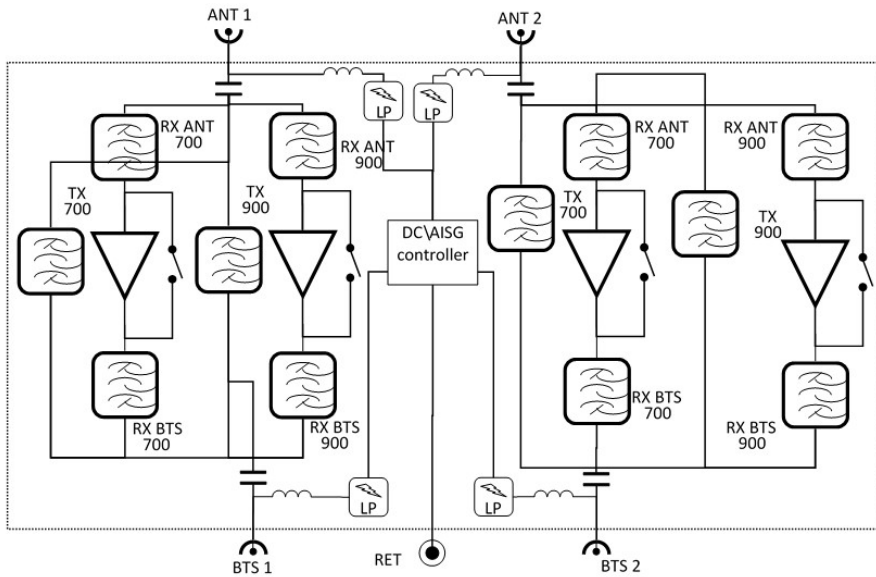 ANT 1
ANT 2
LP
LP
RX ANT
700
RX ANT
900
RX ANT
700
RX ANT
900
TX
700
TX
900
TX
700
TX
900
DC\AISG
controller
RX BTS
700
RX BTS
900
RX BTS
700
RX BTS
900
LP
LP
BTS 1
RET
BTS 2